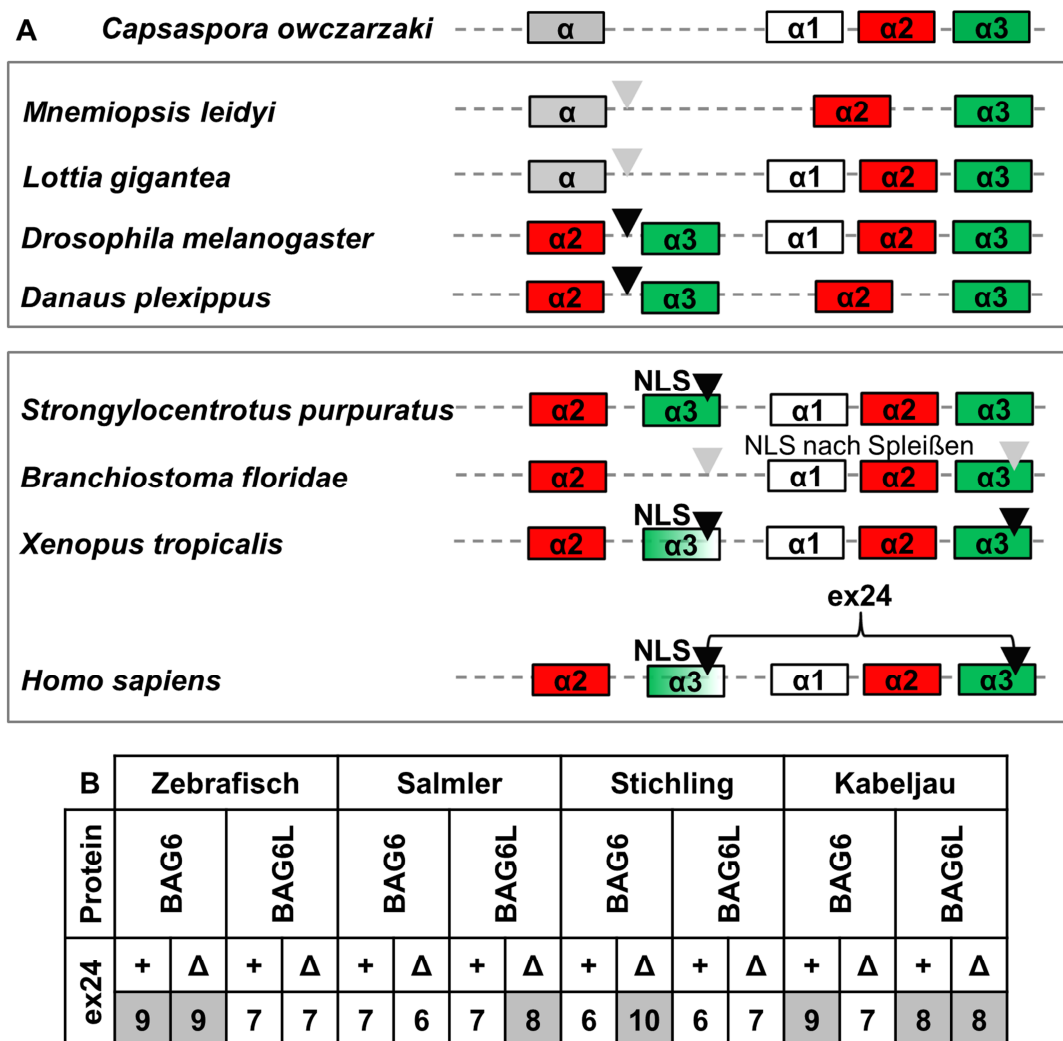 A Capsaspora owczarzaki α α1 α2 α3
Mnemiopsis leidyi α α2 α3
Lottia gigantea α α1 α2 α3
Drosophila melanogaster α2 α3 α1 α2 α3
Danaus plexippus α2 α3 α2 α3
NLS
Strongylocentrotus purpuratus α2 α3 α1 α2 α3
NLS nach Spleißen
Branchiostoma floridae α2 α1 α2 α3
NLS
Xenopus tropicalis α2 α3 α1 α2 α3
ex24
NLS
Homo sapiens α2 α3 α1 α2 α3
B Zebrafisch Salmler Stichling Kabeljau
Protein BAG6 BAG6L BAG6 BAG6L BAG6 BAG6L BAG6 BAG6L
ex24 + Δ + Δ + Δ + Δ + Δ + Δ + Δ + Δ
9 9 7 7 7 6 7 8 6 10 6 7 9 7 8 8